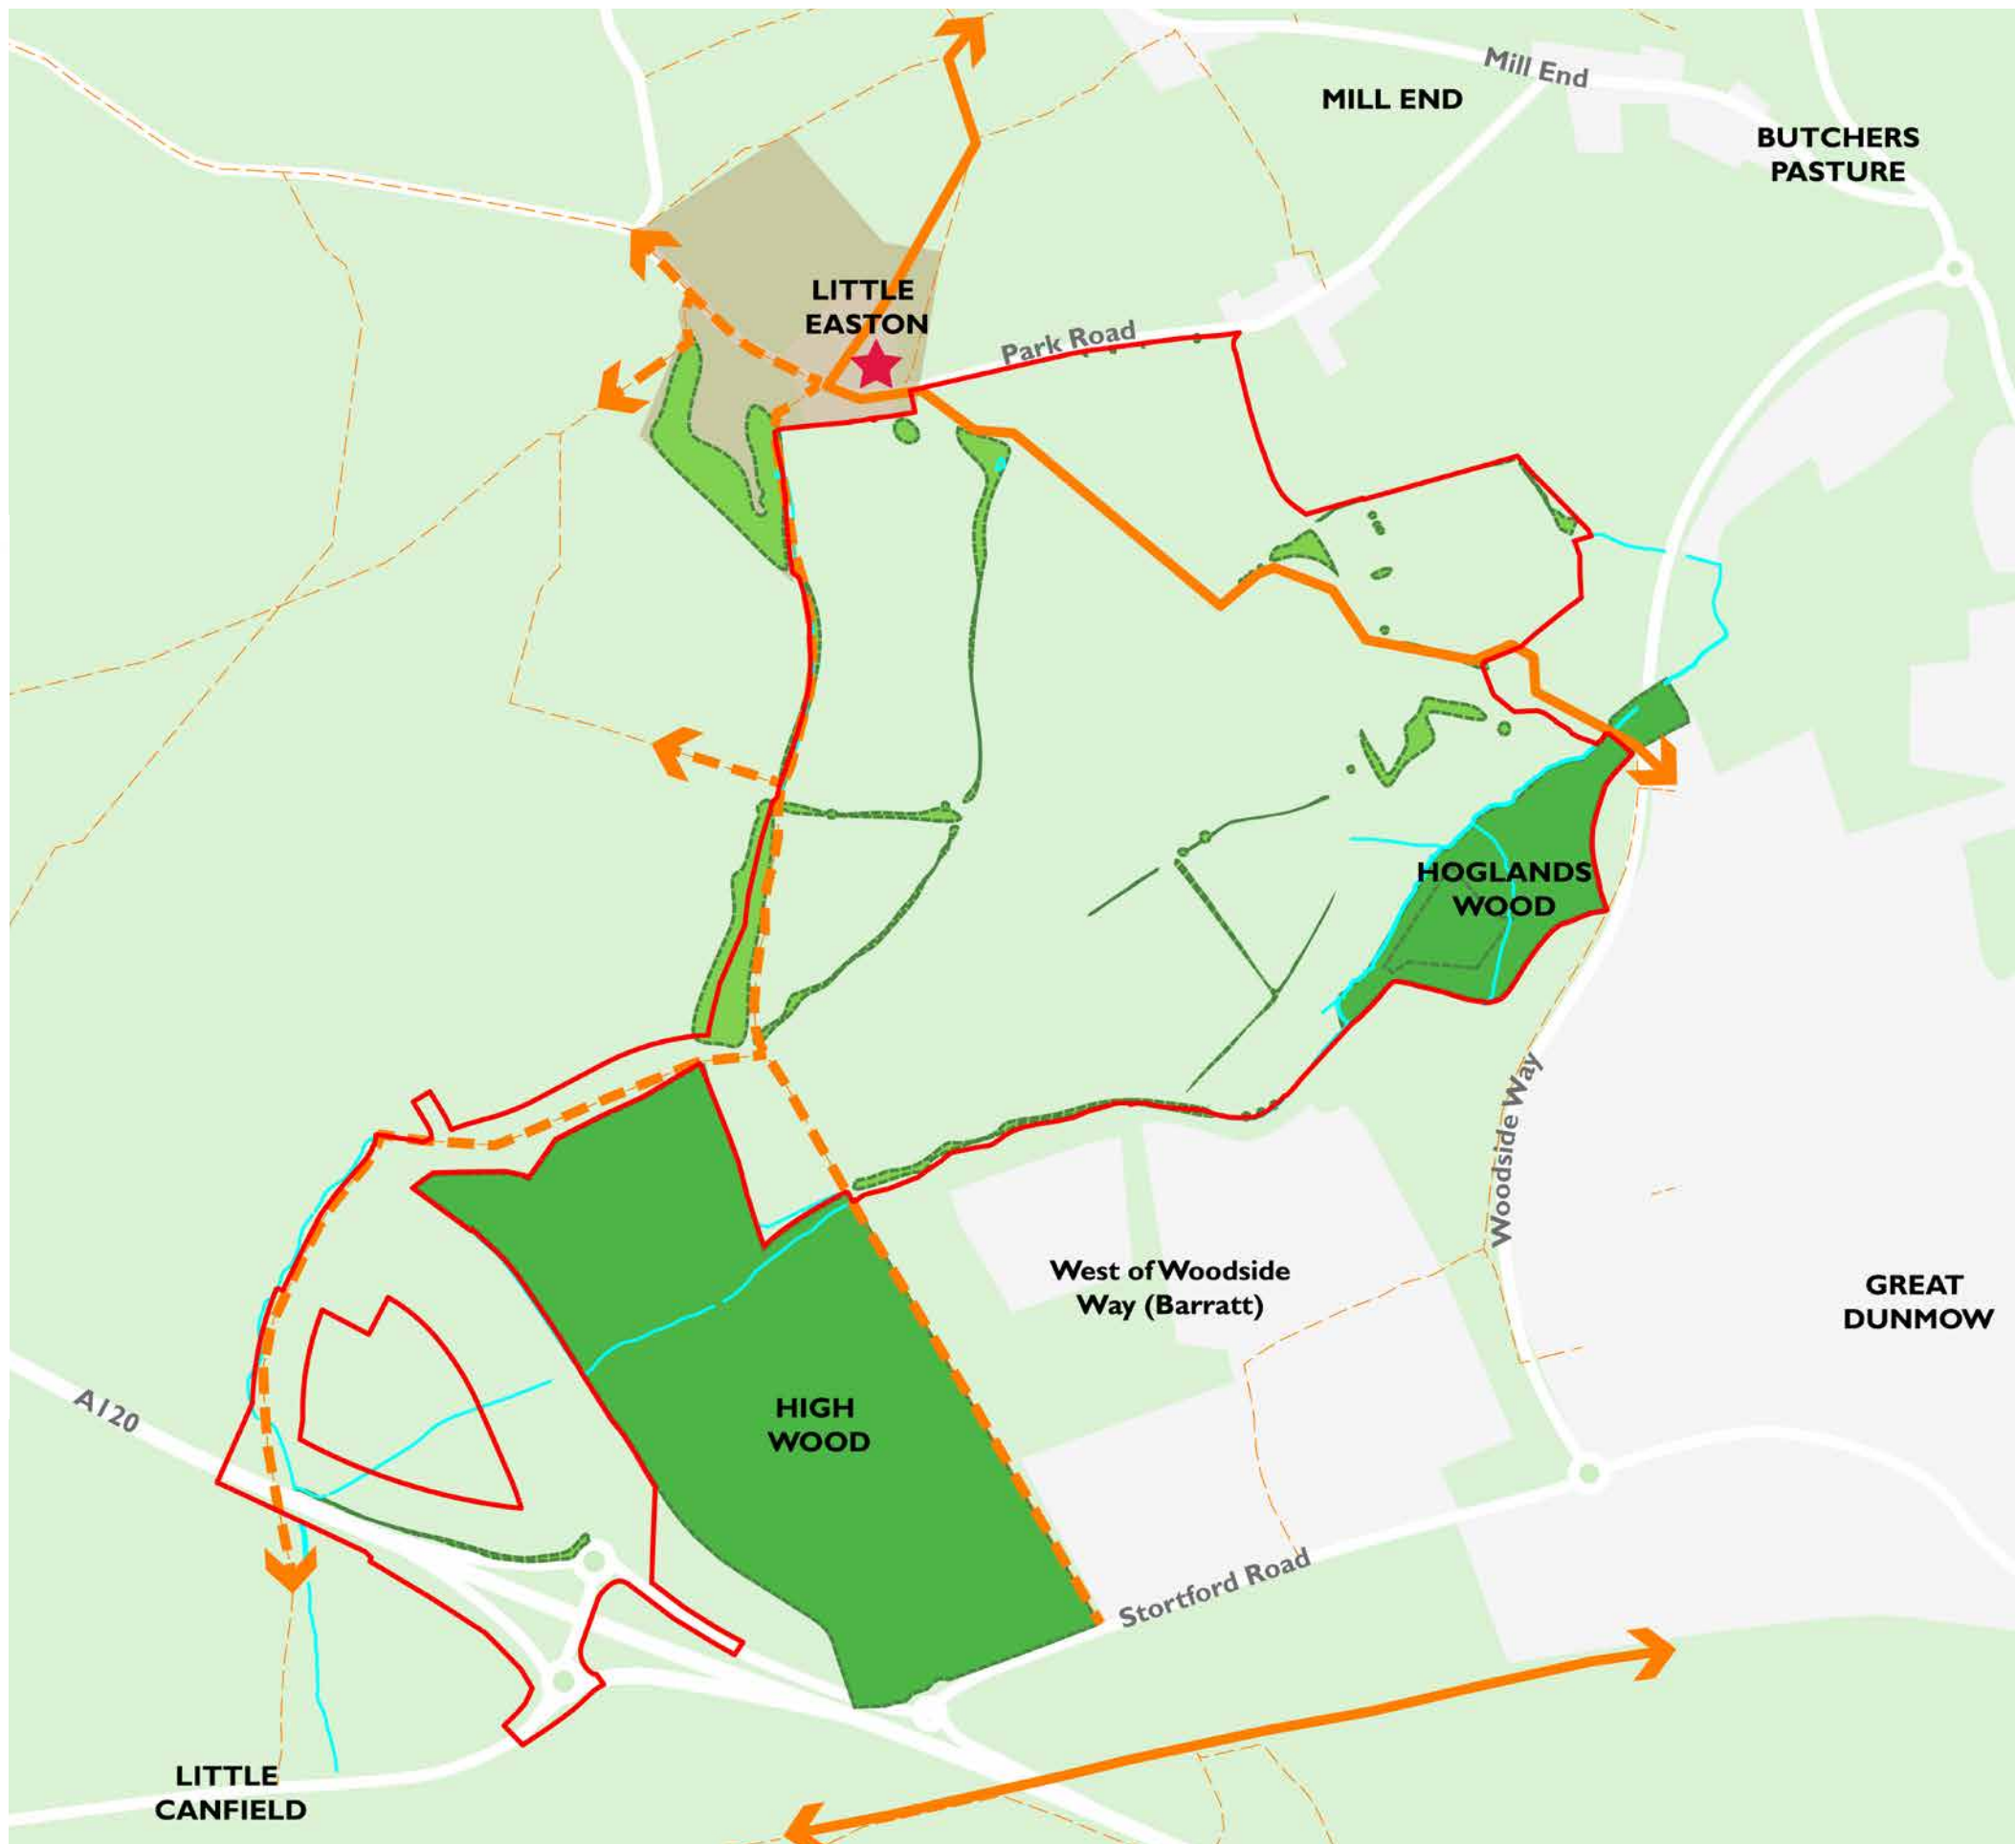 Mill End
MILL END
BUTCHERS
PASTURE
LITTLE
EASTON
Park Road
HOGLANDS
WOOD
Woodside Way
West of Woodside
Way (Barratt)
GREAT
DUNMOW
A120
HIGH
WOOD
Stortford Road
LITTLE
CANFIELD